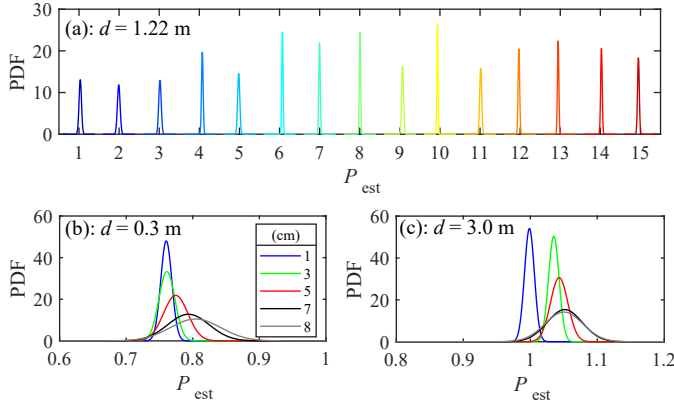 (a): d = 1.22 m
PDF
30
20
10
0
1 2 3 4 5 6 7 8 9 10 11 12 13 14 15
P_est
(b): d = 0.3 m
PDF
60
40
20
0
0.6 0.7 0.8 0.9 1
P_est
(cm)
1
3
5
7
8
(c): d = 3.0 m
PDF
60
40
20
0
0.8 0.9 1 1.1 1.2
P_est